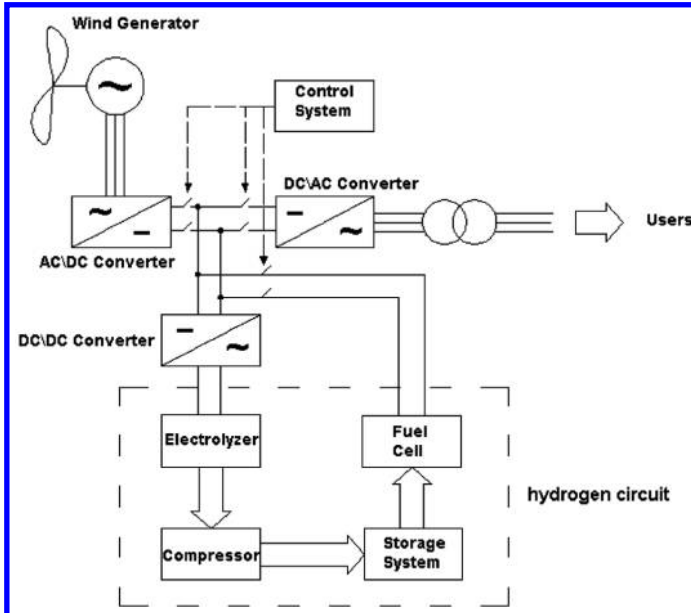 Wind Generator
Control
System
DC\AC Converter
Users
AC\DC Converter
DC\DC Converter
Electrolyzer
Fuel
Cell
hydrogen circuit
Compressor
Storage
System